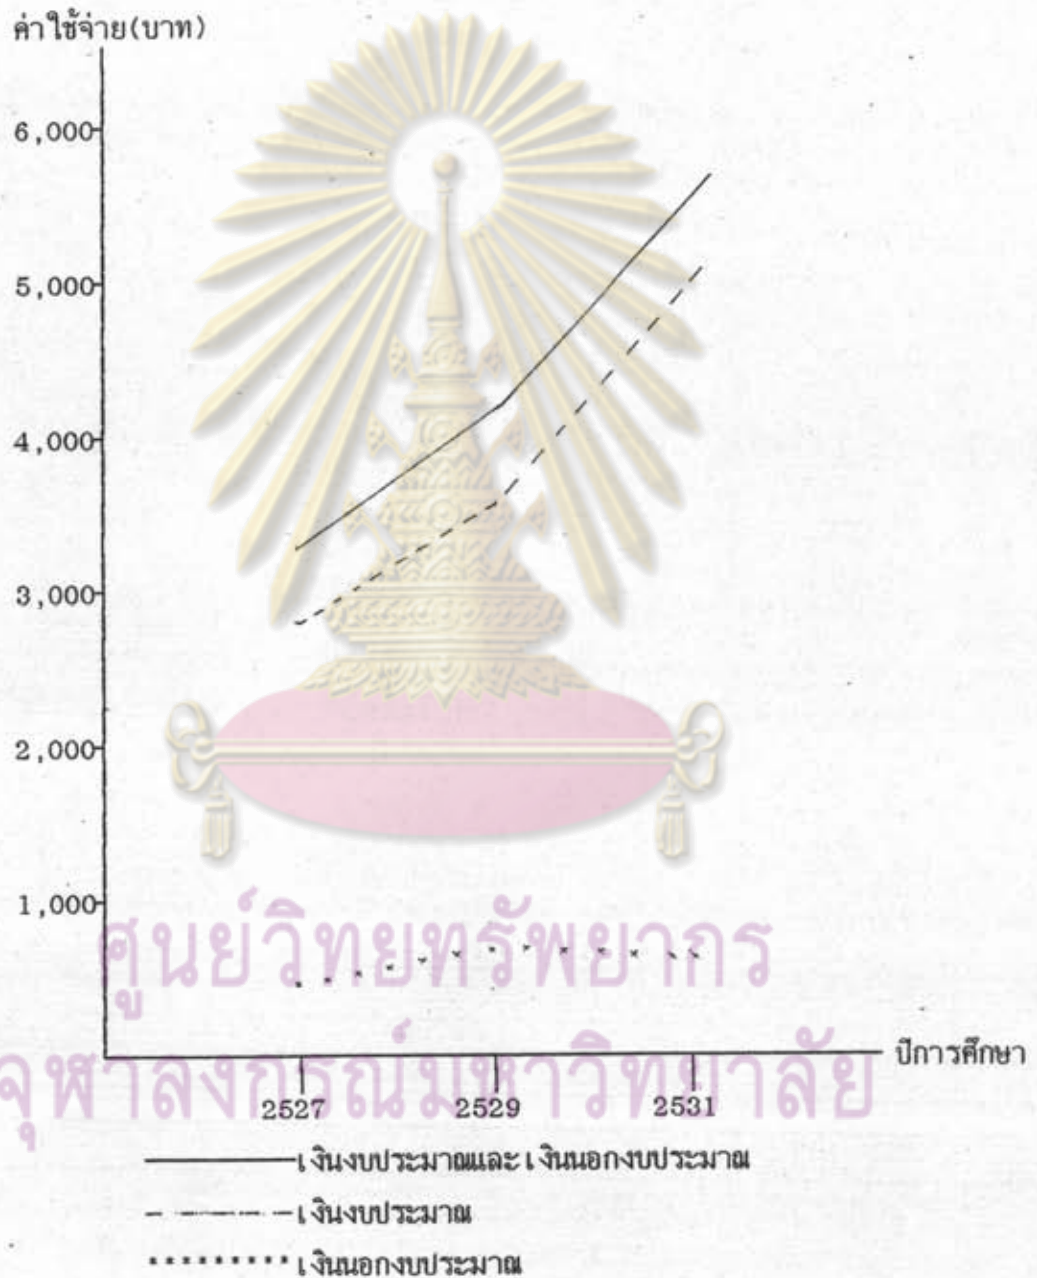 ค่าใช้จ่าย(บาท)
6,000
5,000
4,000
3,000
2,000
1,000
ศูนย์วิทยทรัพยากร
จุฬาลงกรณ์มหาวิทยาลัย
ปีการศึกษา
2527 2529 2531
เงินงบประมาณและเงินนอกงบประมาณ
เงินงบประมาณ
เงินนอกงบประมาณ